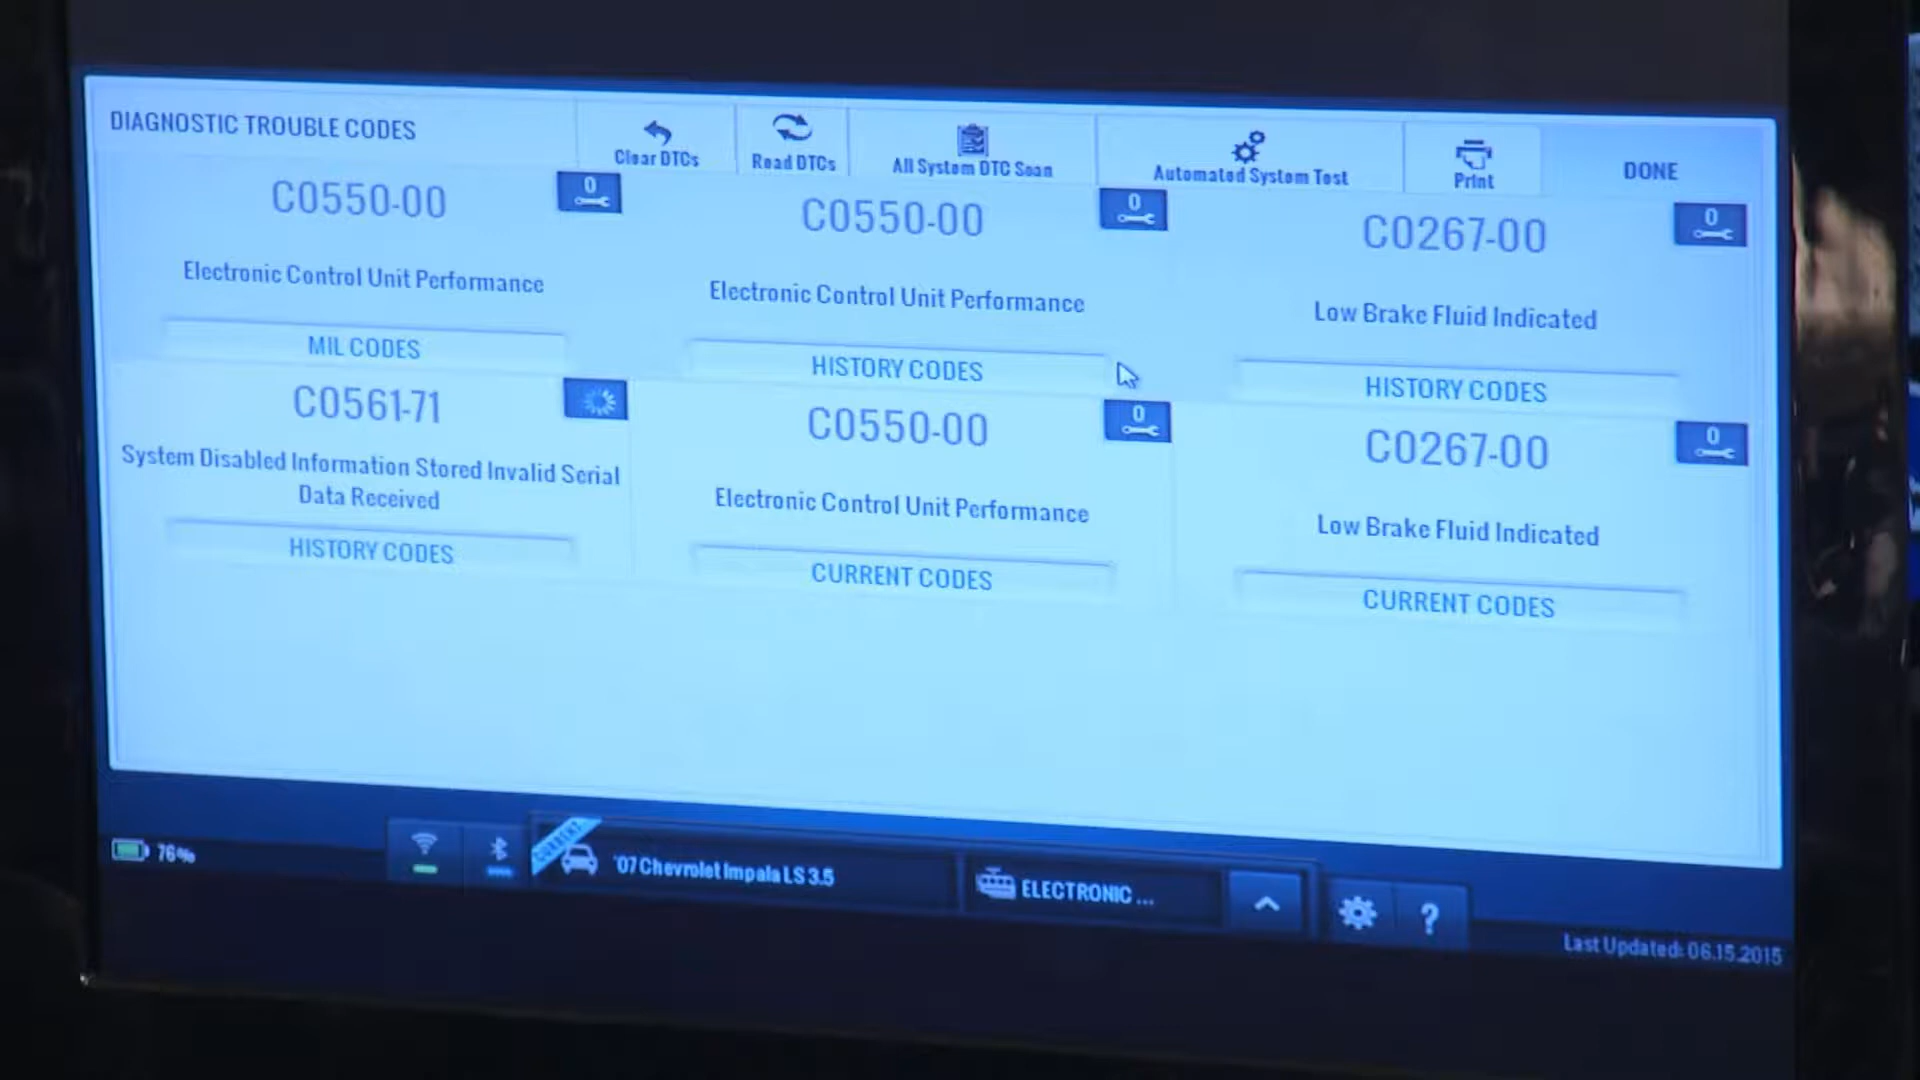 DIAGNOSTIC TROUBLE CODES
Clear DTCs
Read DTCs
All System DTC Scan
Automated System Test
Print
DONE
C0550-00
0
Electronic Control Unit Performance
MIL CODES
C0550-00
0
Electronic Control Unit Performance
HISTORY CODES
C0267-00
0
Low Brake Fluid Indicated
HISTORY CODES
C0561-71
System Disabled Information Stored Invalid Serial
Data Received
HISTORY CODES
C0550-00
0
Electronic Control Unit Performance
CURRENT CODES
C0267-00
0
Low Brake Fluid Indicated
CURRENT CODES
76%
CURRENT
'07 Chevrolet Impala LS 3.5
ELECTRONIC ...
?
Last Updated: 06.15.2015